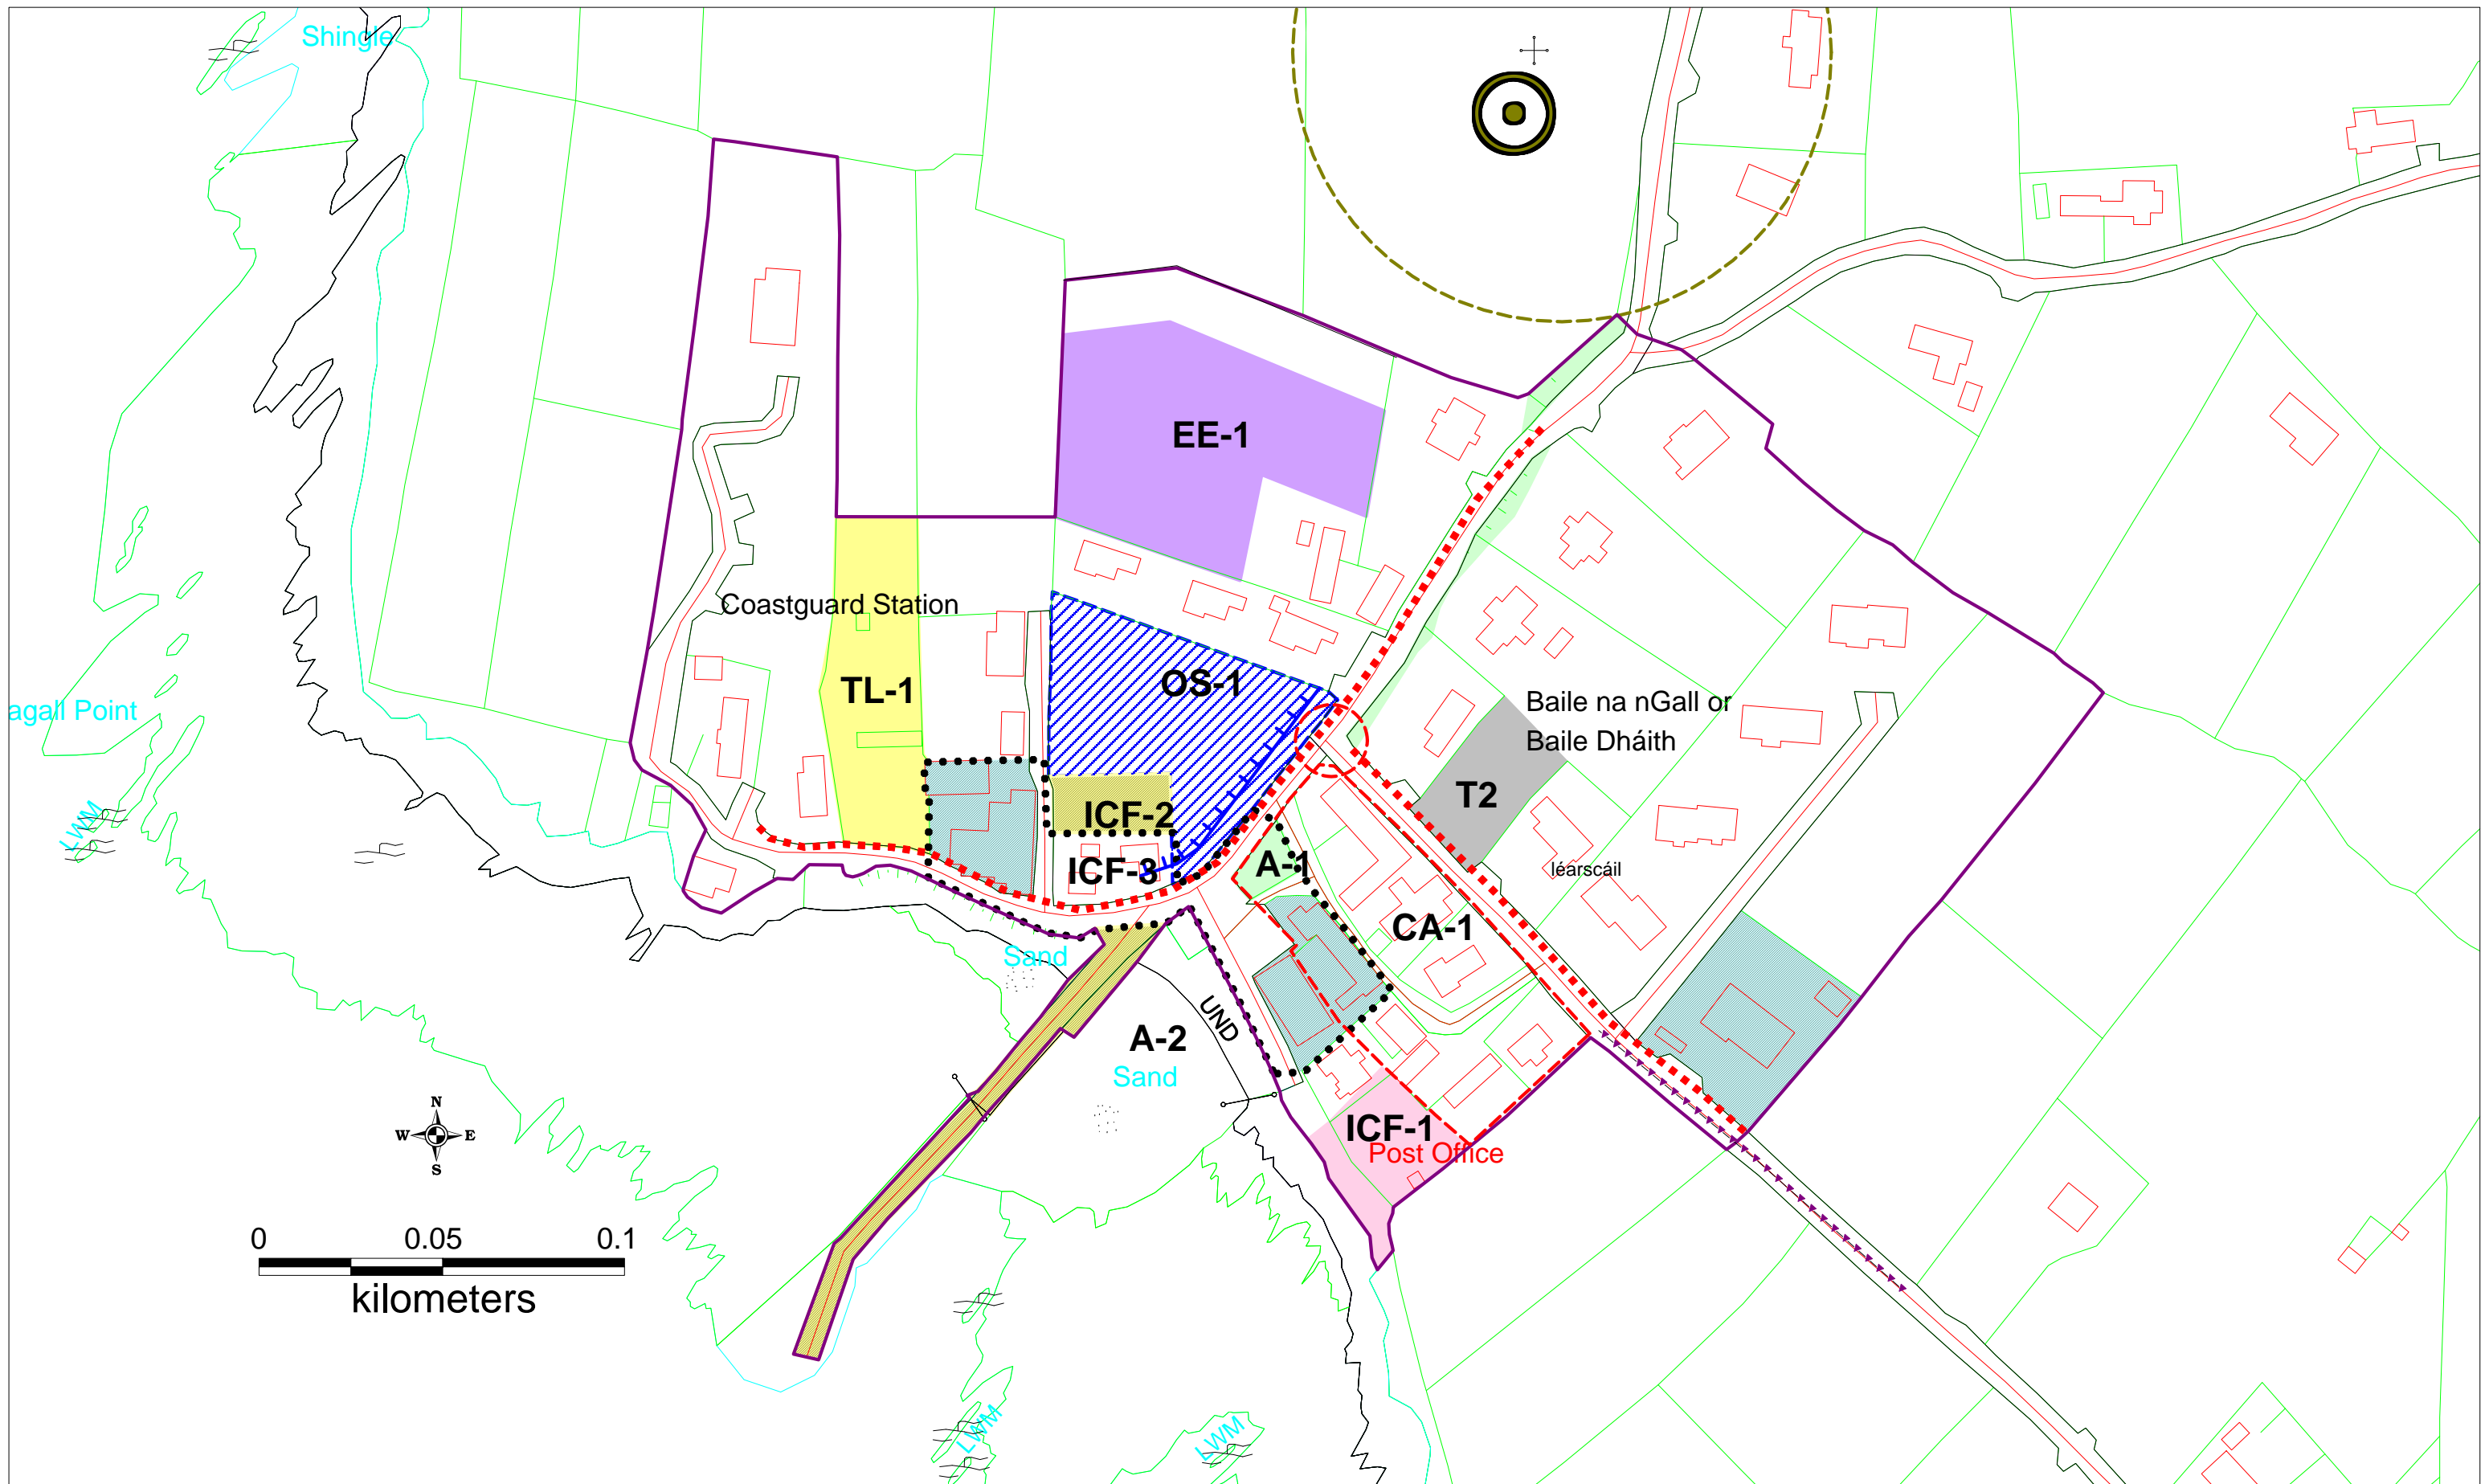 Shingle
EE-1
Coastguard Station
TL-1
OS-1
agall Point
Baile na nGall or
Baile Dháith
T2
LWM
ICF-2
ICF-3
A-1
léarscáil
CA-1
Sand
UND
A-2
Sand
ICF-1
Post Office
N
W E
S
0 0.05 0.1
kilometers
LWM
LWM